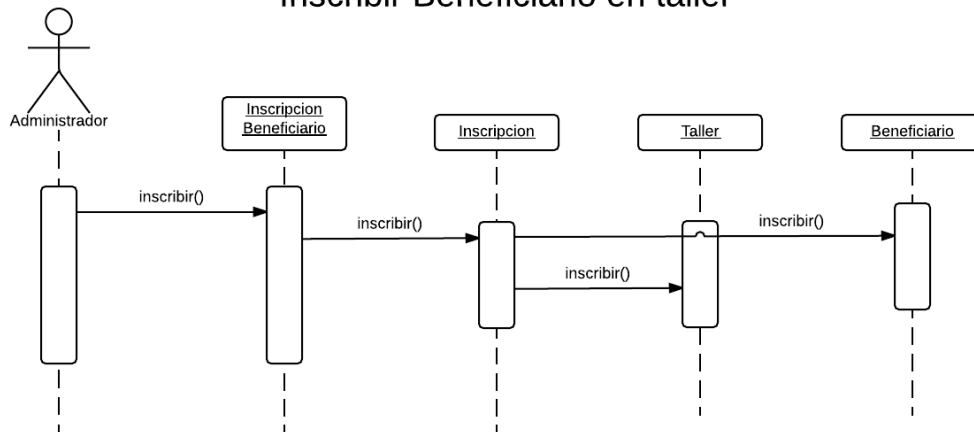 Inscribir Beneficiario en taller
Administrador
Inscripcion
Beneficiario
Inscripcion
Taller
Beneficiario
inscribir()
inscribir()
inscribir()
inscribir()